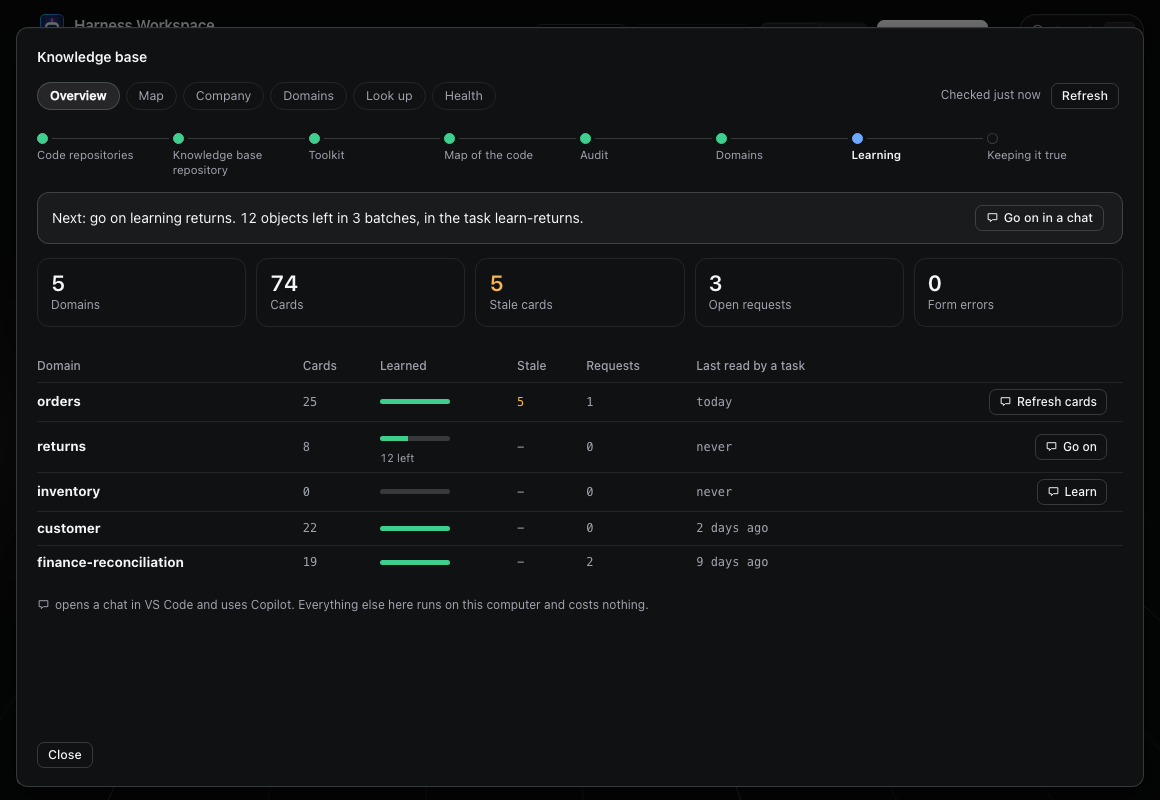 Harness Workspace
Knowledge base
Overview Map Company Domains Look up Health Checked just now Refresh
Code repositories
Knowledge base repository
Toolkit
Map of the code
Audit
Domains
Learning
Keeping it true
Next: go on learning returns. 12 objects left in 3 batches, in the task learn-returns. Go on in a chat
5
Domains
74
Cards
5
Stale cards
3
Open requests
0
Form errors
Domain Cards Learned Stale Requests Last read by a task
orders 25 5 1 today Refresh cards
returns 8 12 left – 0 never Go on
inventory 0 – 0 never Learn
customer 22 – 0 2 days ago
finance-reconciliation 19 – 2 9 days ago
opens a chat in VS Code and uses Copilot. Everything else here runs on this computer and costs nothing.
Close